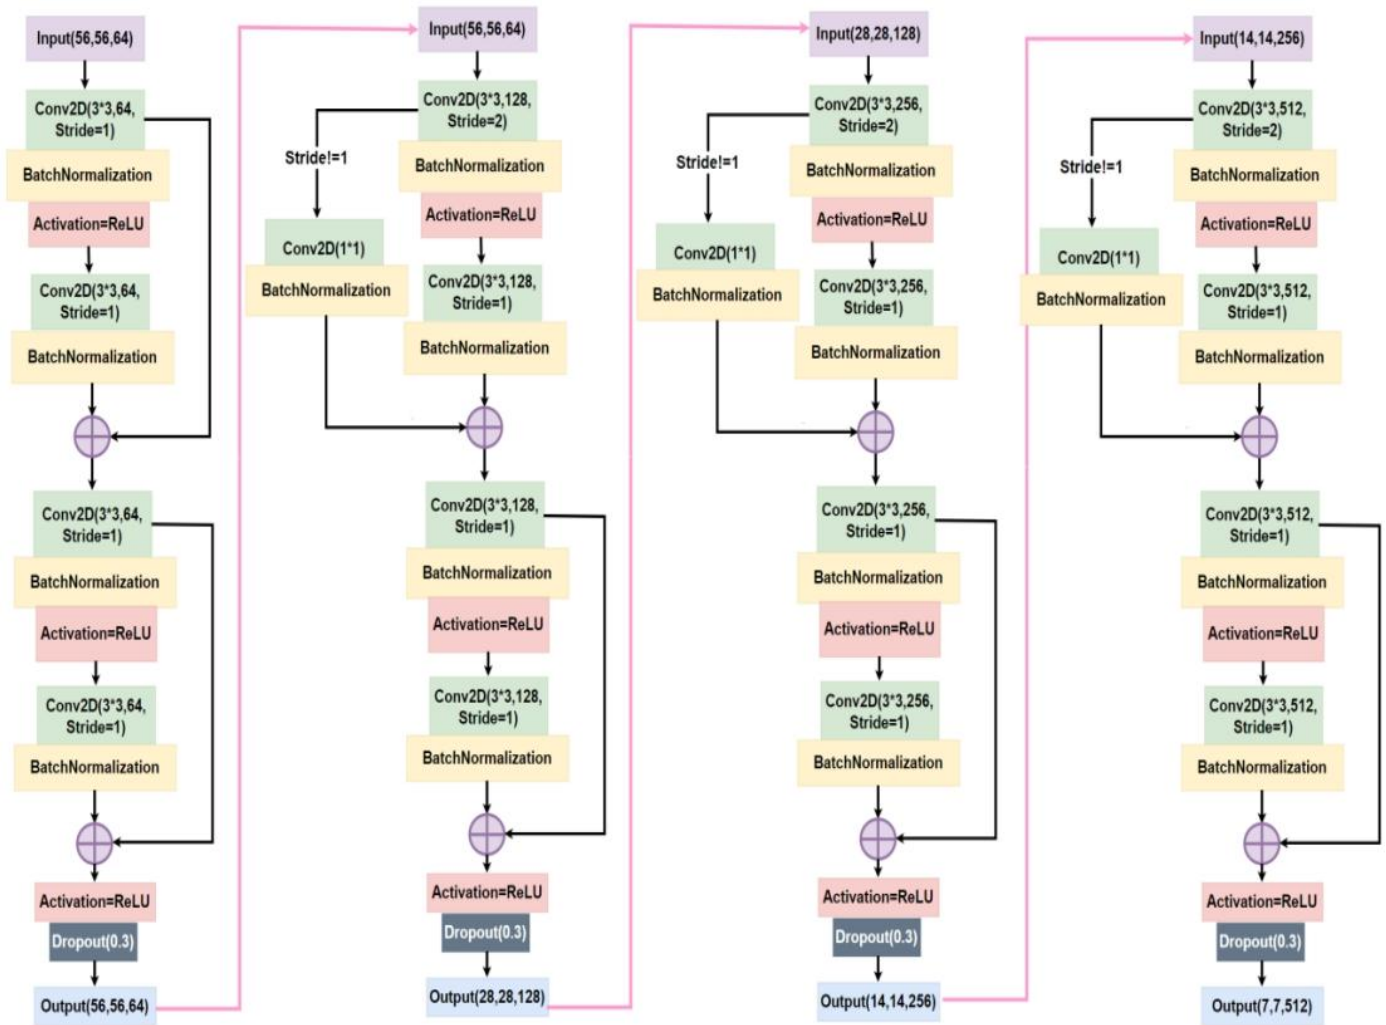 Input(56,56,64)
Conv2D(3*3,64,
Stride=1)
BatchNormalization
Activation=ReLU
Conv2D(3*3,64,
Stride=1)
BatchNormalization
Conv2D(3*3,64,
Stride=1)
BatchNormalization
Activation=ReLU
Conv2D(3*3,64,
Stride=1)
BatchNormalization
Activation=ReLU
Dropout(0.3)
Output(56,56,64)
Input(56,56,64)
Conv2D(3*3,128,
Stride=2)
Stride!=1
BatchNormalization
Activation=ReLU
Conv2D(1*1)
BatchNormalization
Conv2D(3*3,128,
Stride=1)
BatchNormalization
Conv2D(3*3,128,
Stride=1)
BatchNormalization
Activation=ReLU
Conv2D(3*3,128,
Stride=1)
BatchNormalization
Activation=ReLU
Dropout(0.3)
Output(28,28,128)
Input(28,28,128)
Conv2D(3*3,256,
Stride=2)
Stride!=1
BatchNormalization
Activation=ReLU
Conv2D(1*1)
BatchNormalization
Conv2D(3*3,256,
Stride=1)
BatchNormalization
Conv2D(3*3,256,
Stride=1)
BatchNormalization
Activation=ReLU
Conv2D(3*3,256,
Stride=1)
BatchNormalization
Activation=ReLU
Dropout(0.3)
Output(14,14,256)
Input(14,14,256)
Conv2D(3*3,512,
Stride=2)
Stride!=1
BatchNormalization
Activation=ReLU
Conv2D(1*1)
BatchNormalization
Conv2D(3*3,512,
Stride=1)
BatchNormalization
Conv2D(3*3,512,
Stride=1)
BatchNormalization
Activation=ReLU
Conv2D(3*3,512,
Stride=1)
BatchNormalization
Activation=ReLU
Dropout(0.3)
Output(7,7,512)